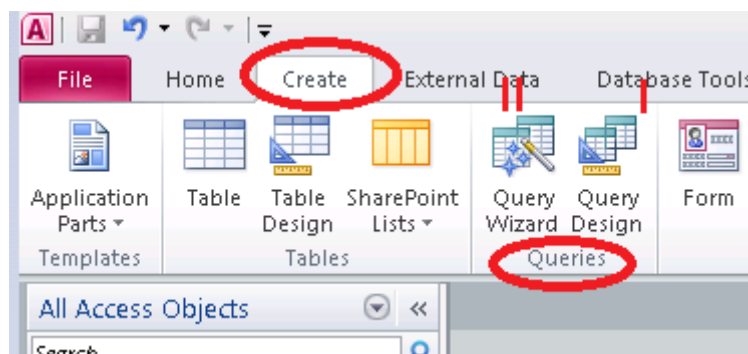 A
File Home Create External Data Database Tools
Application Parts Table Table Design SharePoint Lists Query Wizard Query Design Form
Templates Tables Queries
All Access Objects
Search